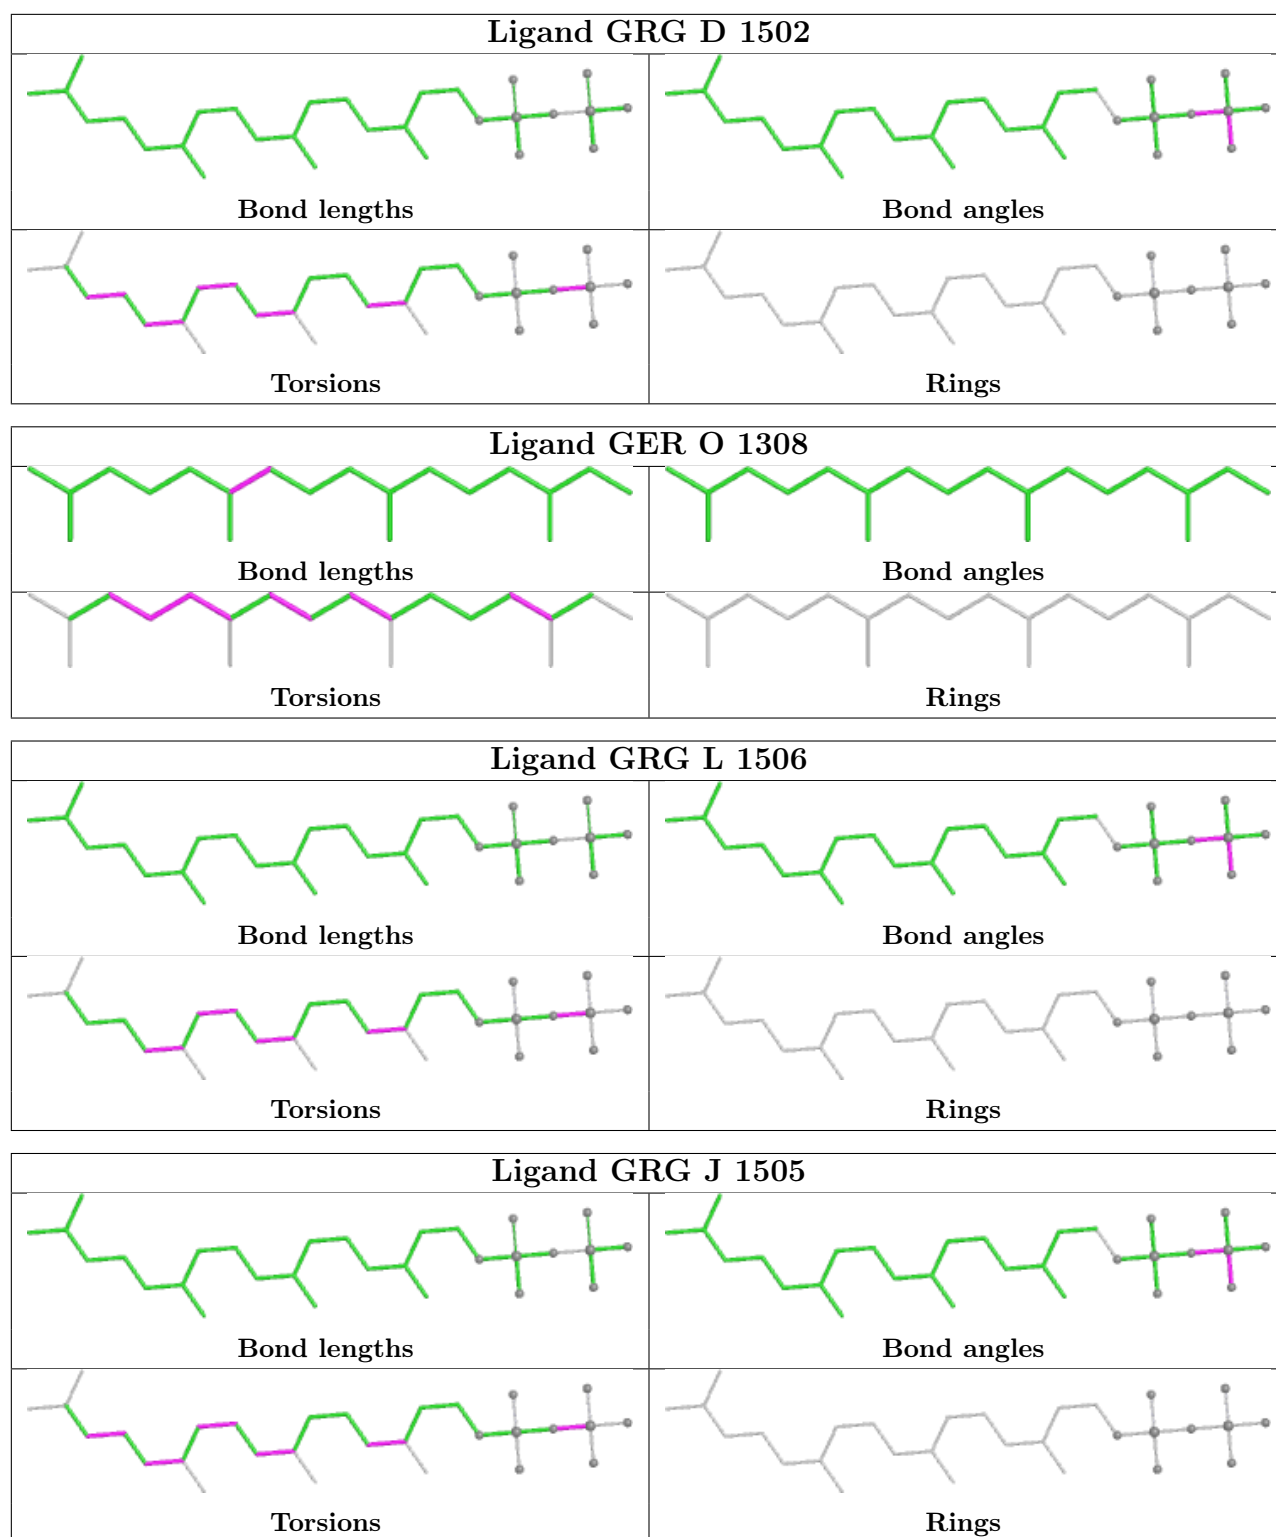 Ligand GRG D 1502
Bond lengths
Bond angles
Torsions
Rings
Ligand GER O 1308
Bond lengths
Bond angles
Torsions
Rings
Ligand GRG L 1506
Bond lengths
Bond angles
Torsions
Rings
Ligand GRG J 1505
Bond lengths
Bond angles
Torsions
Rings